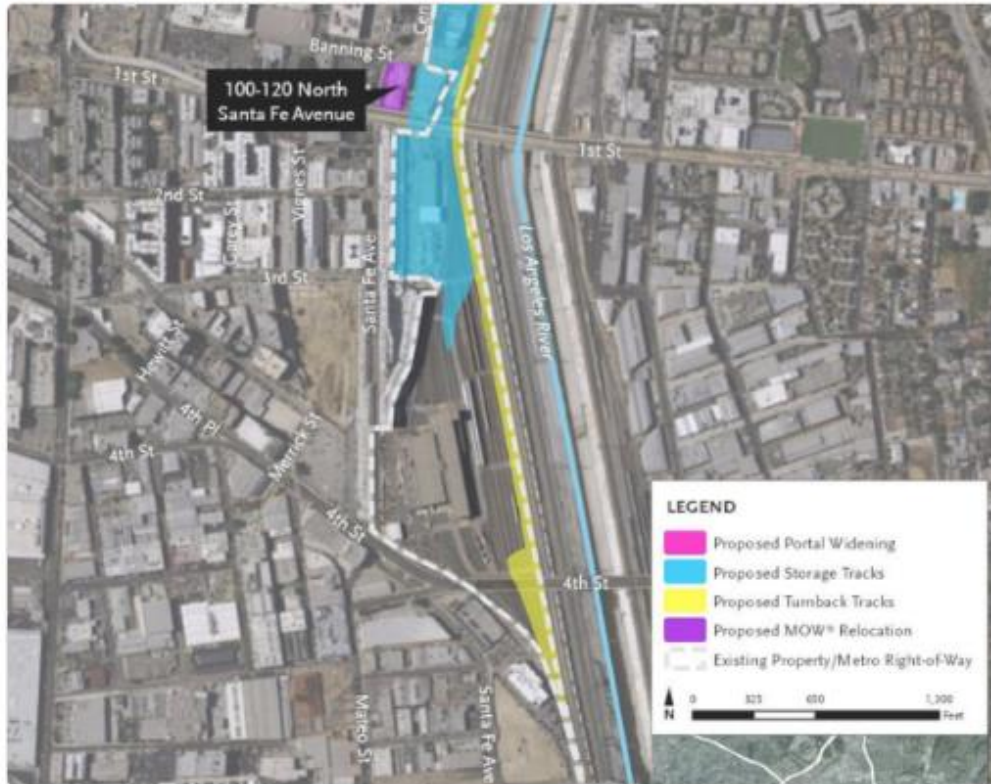 Cen
Banning St
1st St
100-120 North
Santa Fe Avenue
1st St
2nd St
Vignes St
Garey St
3rd St
Santa Fe Ave
Los Angeles River
Hewitt St
4th Pl
4th St
Merrick St
4th St
4th St
Mateo St
Santa Fe Ave
LEGEND
Proposed Portal Widening
Proposed Storage Tracks
Proposed Turnback Tracks
Proposed MOW* Relocation
Existing Property/Metro Right-of-Way
N
0 325 650 1,300
Feet